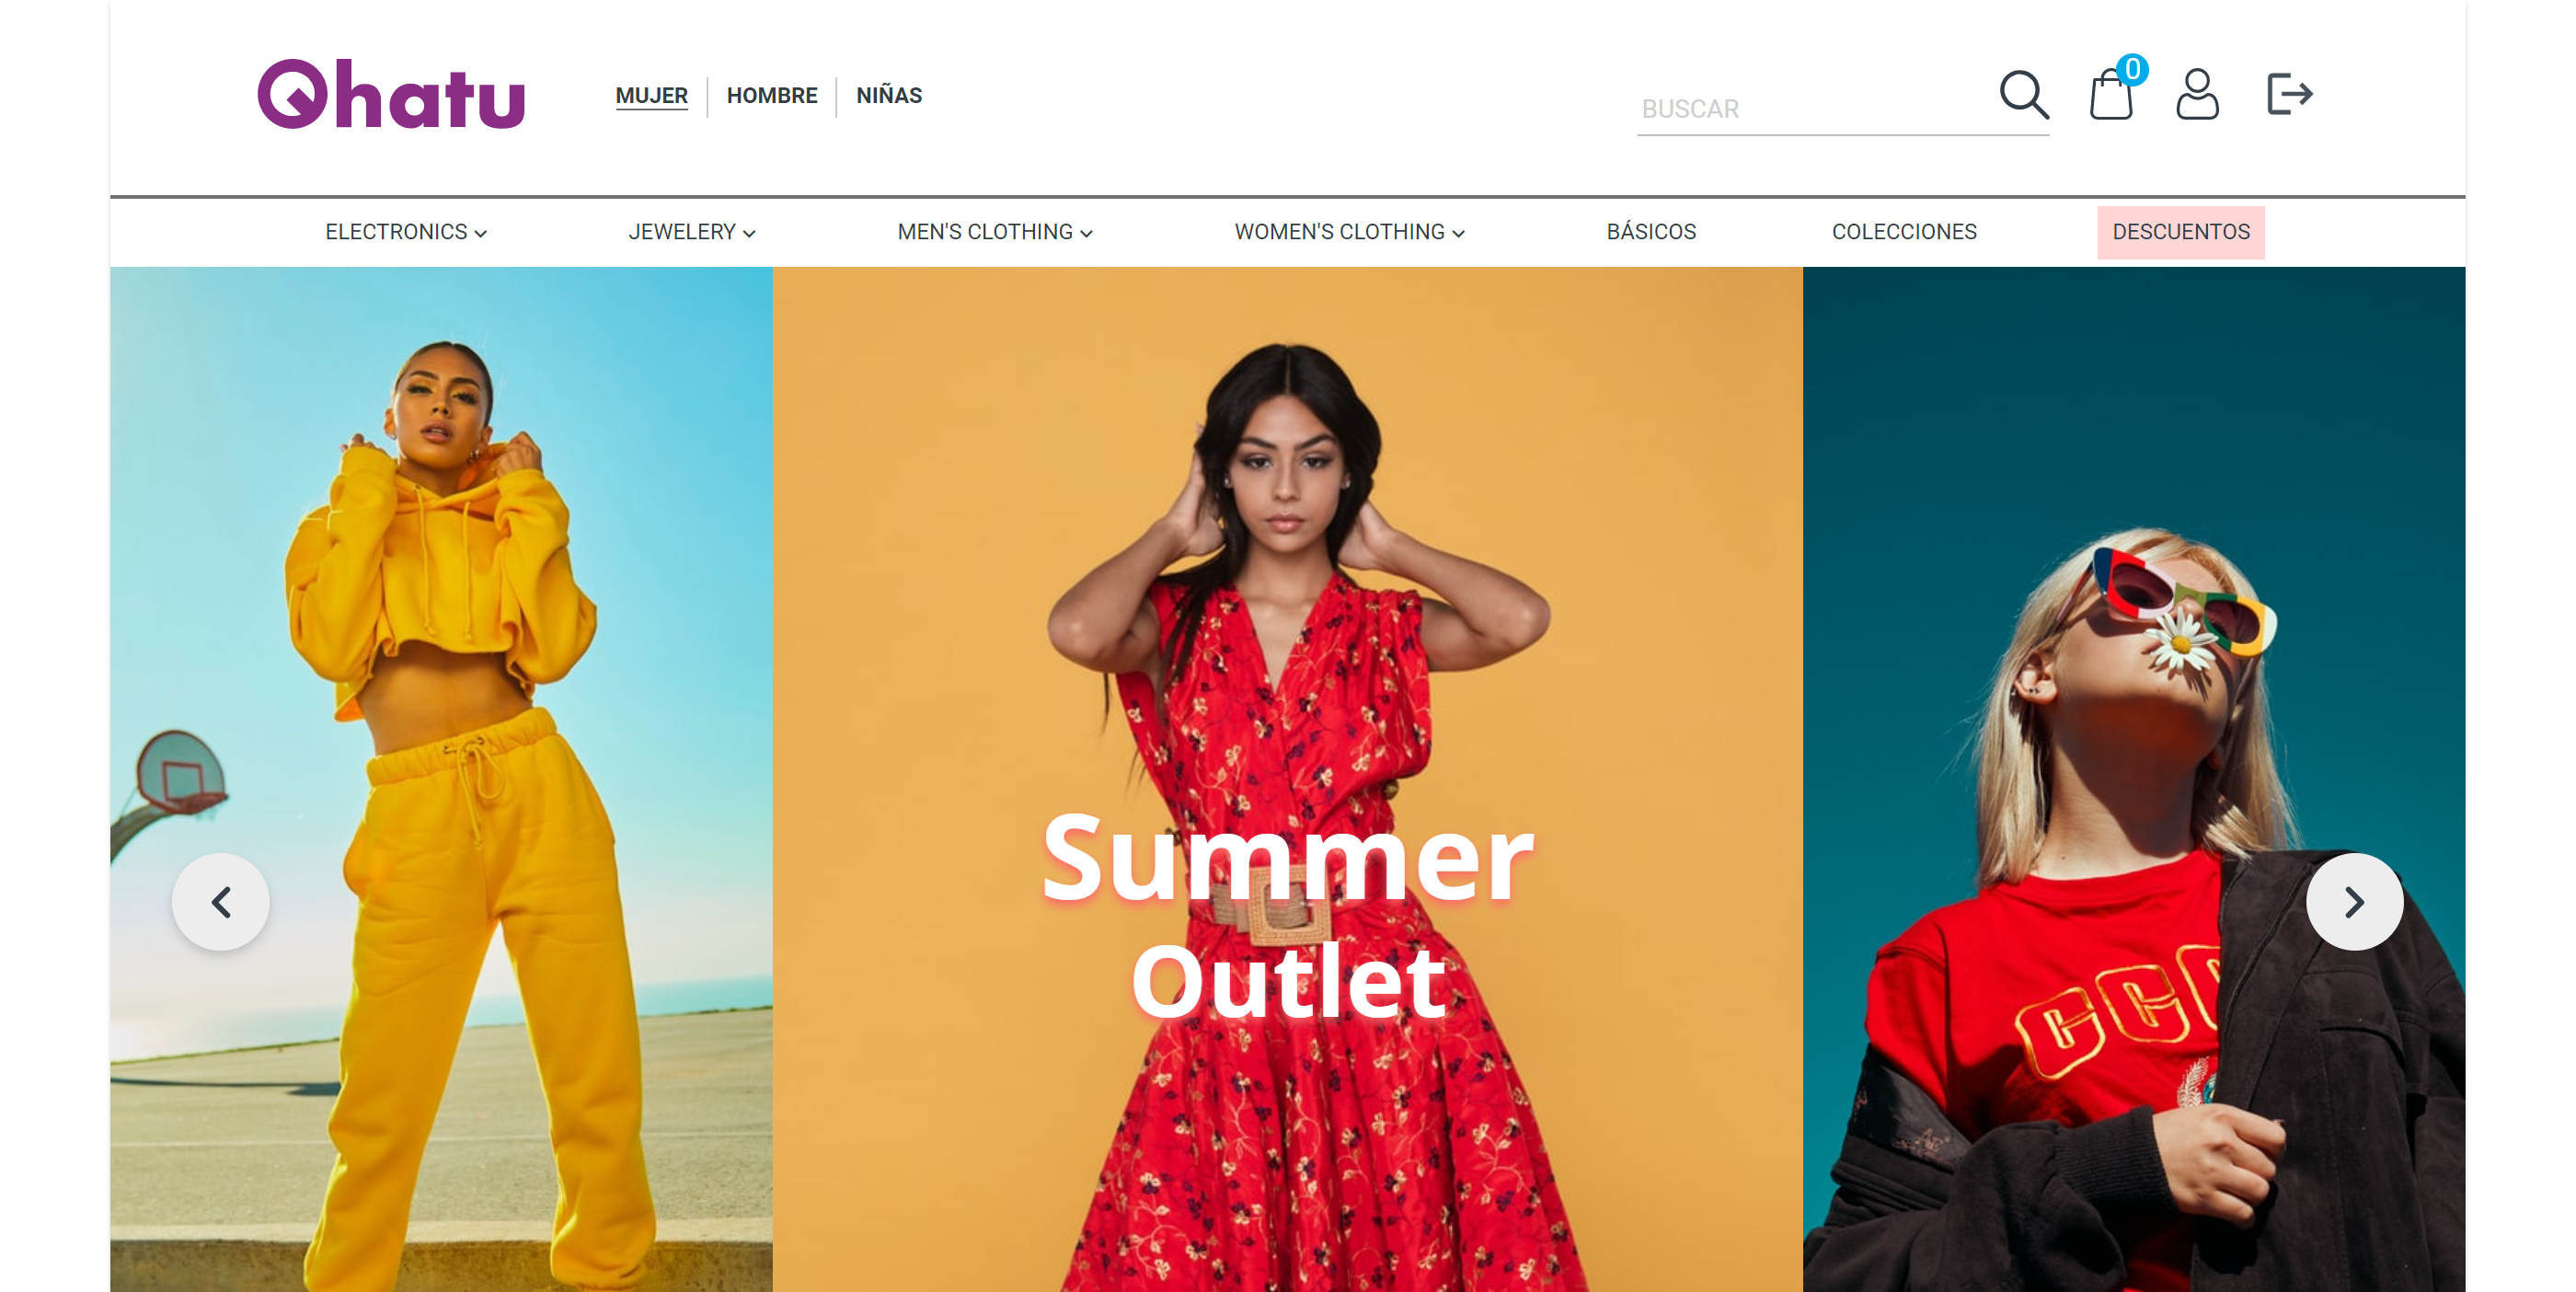 Qhatu
MUJER HOMBRE NIÑAS
BUSCAR
0
ELECTRONICS JEWELERY MEN'S CLOTHING WOMEN'S CLOTHING BÁSICOS COLECCIONES DESCUENTOS
Summer
Outlet